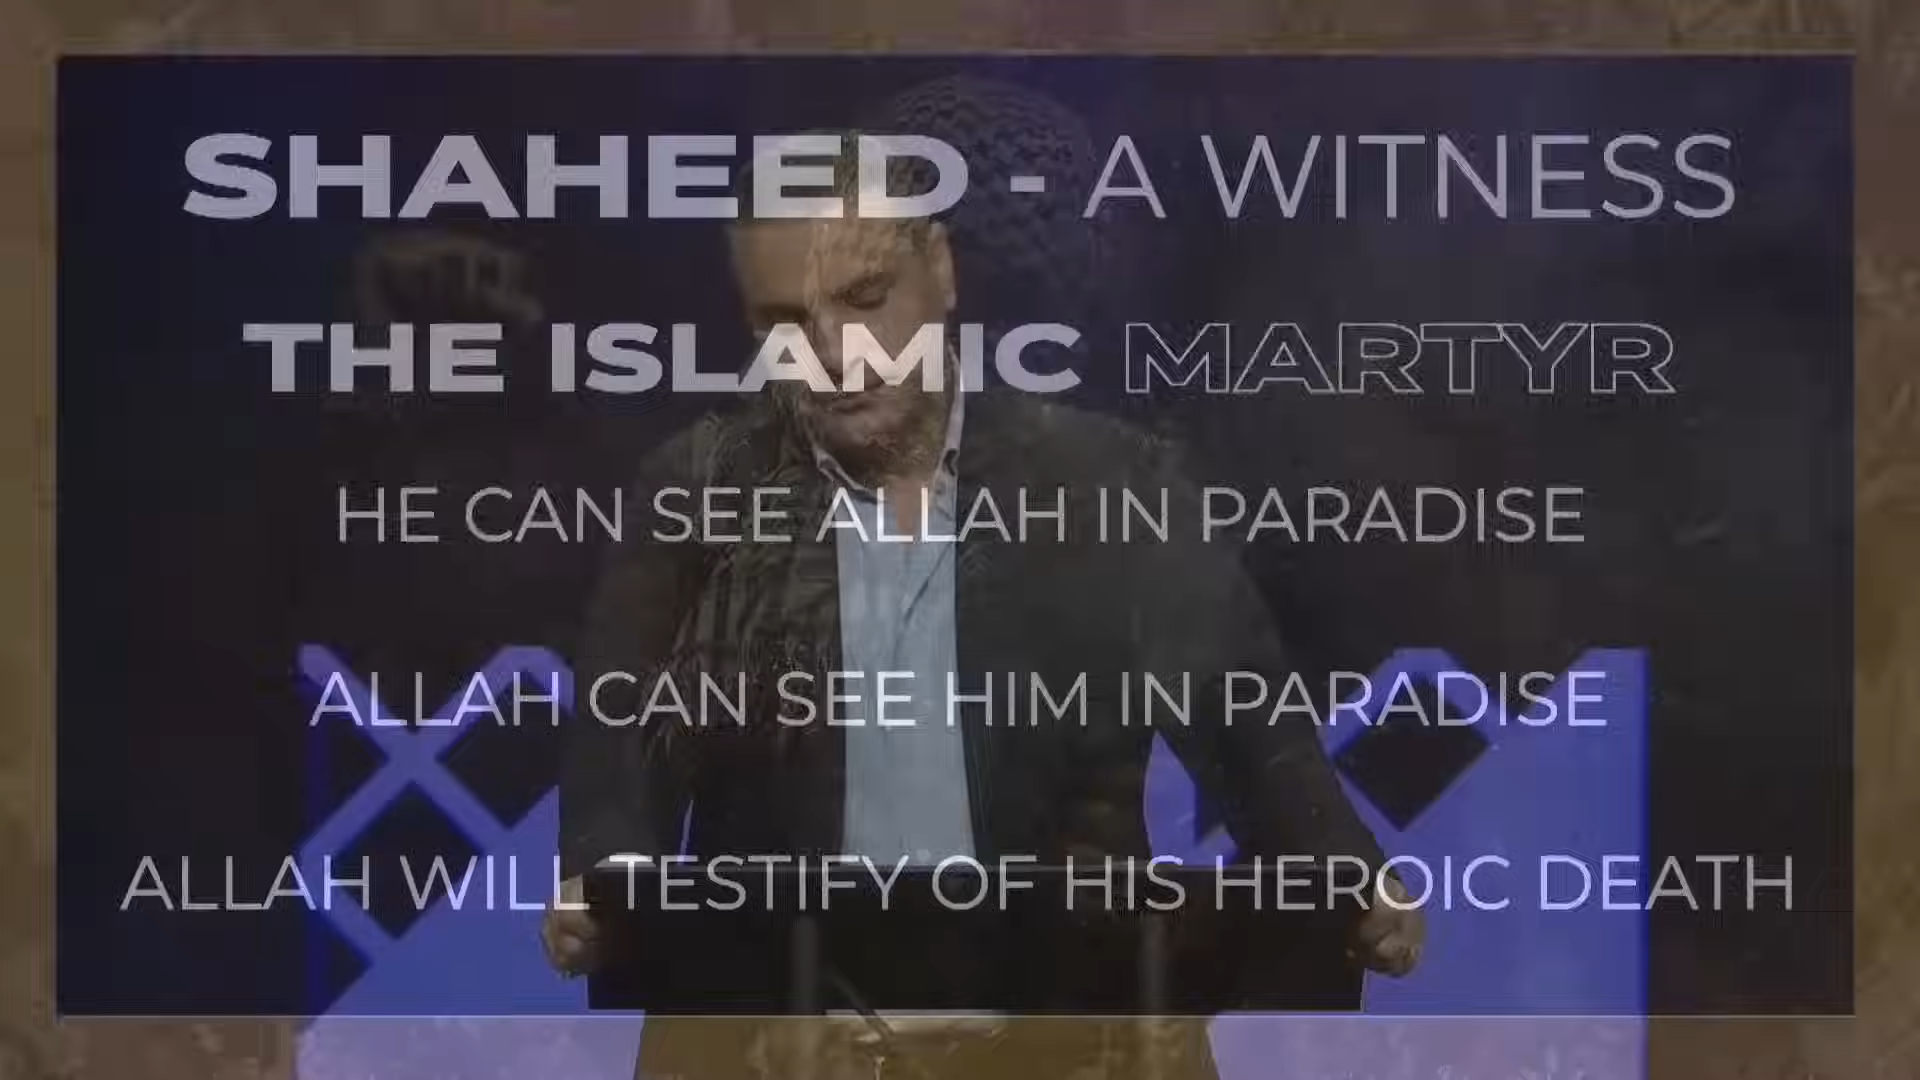 SHAHEED - A WITNESS
THE ISLAMIC MARTYR
HE CAN SEE ALLAH IN PARADISE
ALLAH CAN SEE HIM IN PARADISE
ALLAH WILL TESTIFY OF HIS HEROIC DEATH